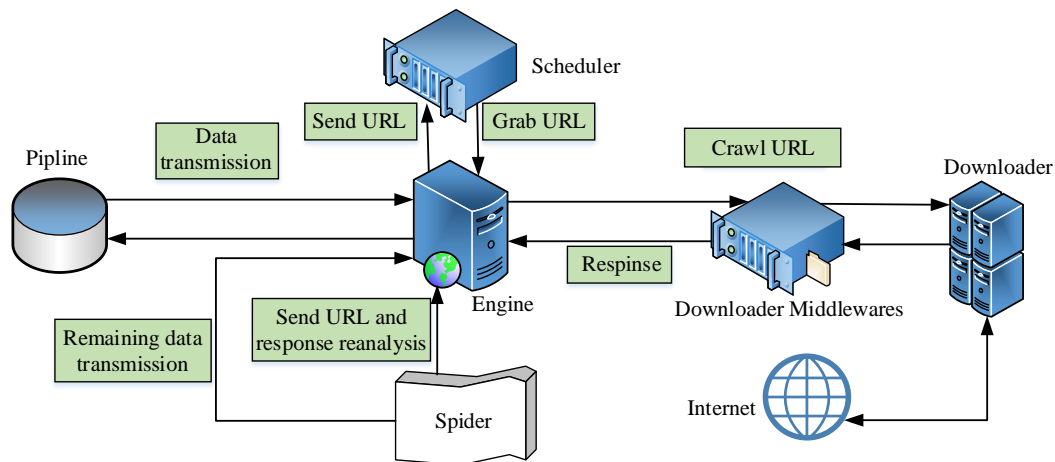 Scheduler
Send URL
Grab URL
Data
transmission
Pipline
Crawl URL
Downloader
Respinse
Engine
Downloader Middlewares
Send URL and
response reanalysis
Remaining data
transmission
Spider
Internet